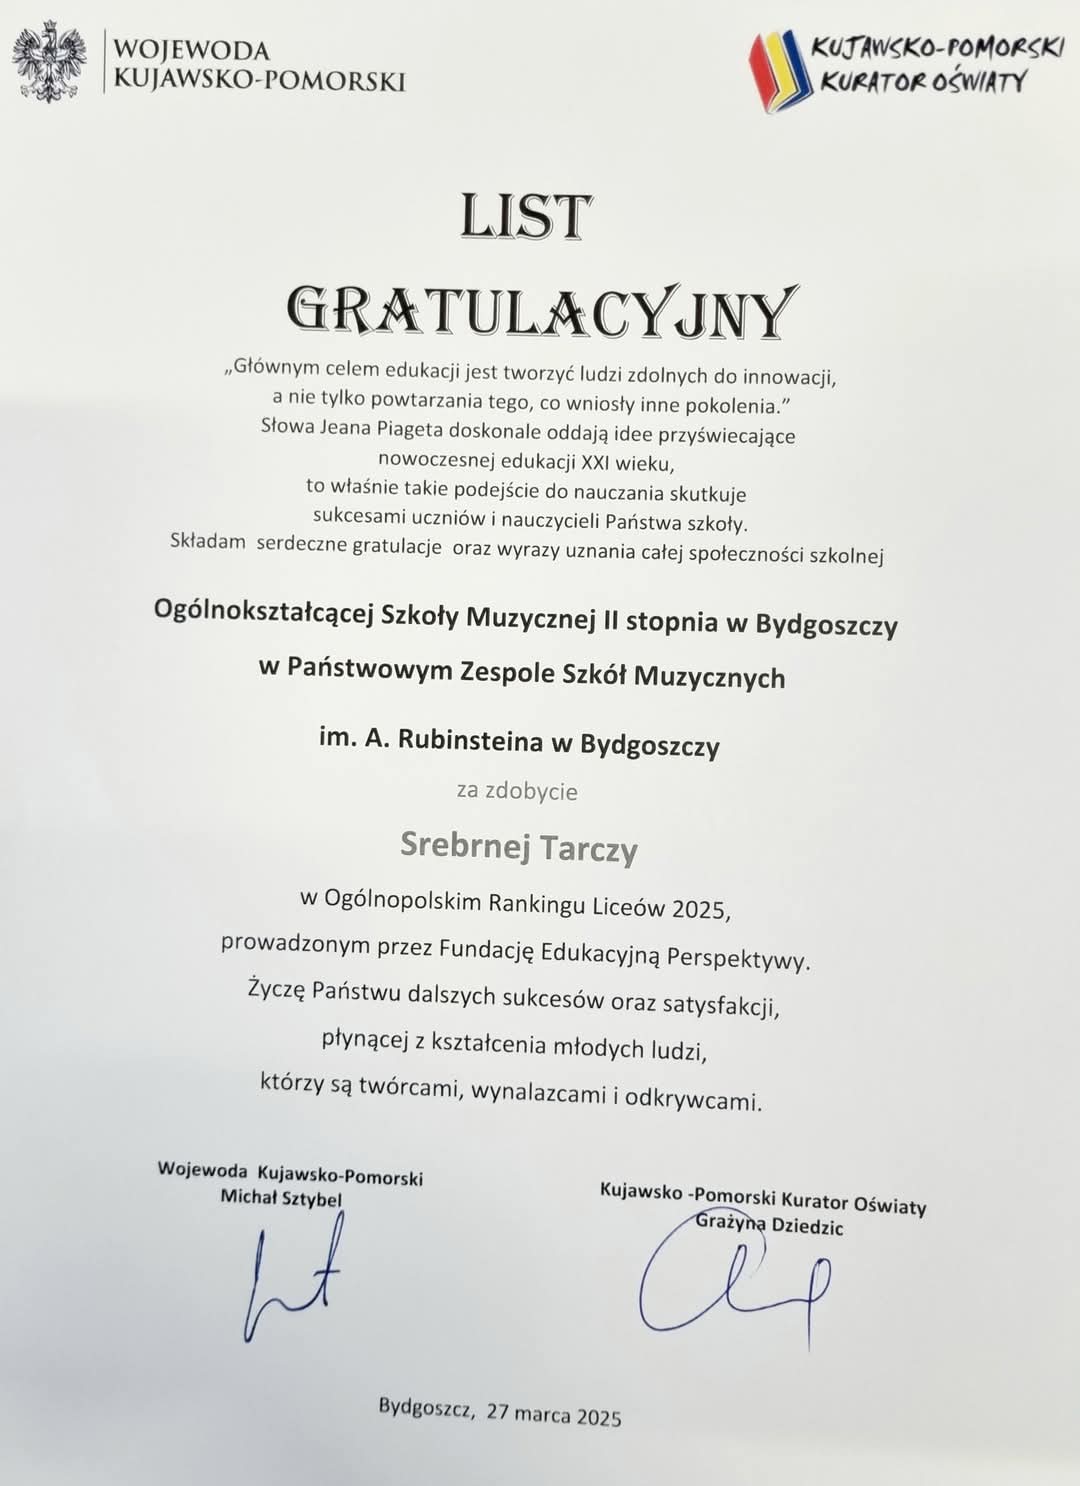 WOJEWODA
KUJAWSKO-POMORSKI
KUJAWSKO-POMORSKI
KURATOR OŚWIATY
LIST
GRATULACYJNY
„Głównym celem edukacji jest tworzyć ludzi zdolnych do innowacji,
a nie tylko powtarzania tego, co wniosły inne pokolenia.”
Słowa Jeana Piageta doskonale oddają idee przyświecające
nowoczesnej edukacji XXI wieku,
to właśnie takie podejście do nauczania skutkuje
sukcesami uczniów i nauczycieli Państwa szkoły.
Składam serdeczne gratulacje oraz wyrazy uznania całej społeczności szkolnej
Ogólnokształcącej Szkoły Muzycznej II stopnia w Bydgoszczy
w Państwowym Zespole Szkół Muzycznych
im. A. Rubinsteina w Bydgoszczy
za zdobycie
Srebrnej Tarczy
w Ogólnopolskim Rankingu Liceów 2025,
prowadzonym przez Fundację Edukacyjną Perspektywy.
Życzę Państwu dalszych sukcesów oraz satysfakcji,
płynącej z kształcenia młodych ludzi,
którzy są twórcami, wynalazcami i odkrywcami.
Wojewoda Kujawsko-Pomorski
Michał Sztybel
Kujawsko -Pomorski Kurator Oświaty
Grażyna Dziedzic
Bydgoszcz, 27 marca 2025